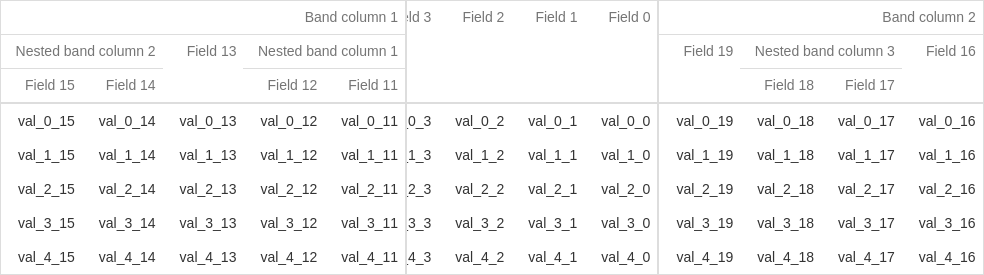 Band column 1 ld 3 Field 2 Field 1 Field 0 Band column 2
Nested band column 2 Field 13 Nested band column 1 Field 19 Nested band column 3 Field 16
Field 15 Field 14 Field 12 Field 11 Field 18 Field 17
val_0_15 val_0_14 val_0_13 val_0_12 val_0_11 0_3 val_0_2 val_0_1 val_0_0 val_0_19 val_0_18 val_0_17 val_0_16
val_1_15 val_1_14 val_1_13 val_1_12 val_1_11 1_3 val_1_2 val_1_1 val_1_0 val_1_19 val_1_18 val_1_17 val_1_16
val_2_15 val_2_14 val_2_13 val_2_12 val_2_11 2_3 val_2_2 val_2_1 val_2_0 val_2_19 val_2_18 val_2_17 val_2_16
val_3_15 val_3_14 val_3_13 val_3_12 val_3_11 3_3 val_3_2 val_3_1 val_3_0 val_3_19 val_3_18 val_3_17 val_3_16
val_4_15 val_4_14 val_4_13 val_4_12 val_4_11 4_3 val_4_2 val_4_1 val_4_0 val_4_19 val_4_18 val_4_17 val_4_16